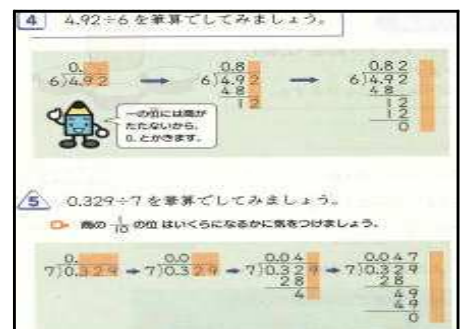 4 4.92÷6を筆算でしてみましょう。
0. 0.8 0.82
6)4.92 → 6)4.92 → 6)4.92
48 48
12 12
12
0
一の位には商が
たたないから、
0. とかきます。
5 0.329÷7を筆算でしてみましょう。
商の 1/10 の位 はいくらになるかに気をつけましょう。
0. 0.0 0.04 0.047
7)0.329 → 7)0.329 → 7)0.329 → 7)0.329
28 28
4 49
49
0